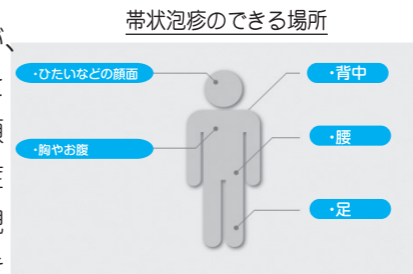 帯状泡疹のできる場所
・ひたいなどの顔面
・背中
・胸やお腹
・腰
・足